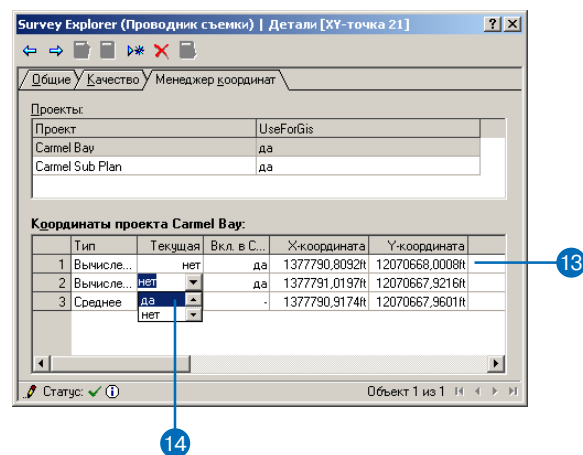 Survey Explorer (Проводник съемки) | Детали [XY-точка 21]
Общие Качество Менеджер координат
Проекты:
Проект UseForGis
Carmel Bay да
Carmel Sub Plan да
Координаты проекта Carmel Bay:
Тип Текущая Вкл. в С... X-координата Y-координата
1 Вычисле... нет да 1377790,8092ft 12070668,0008ft
13
2 Вычисле... нет да 1377791,0197ft 12070667,9216ft
3 Среднее да - 1377790,9174ft 12070667,9601ft
нет
Статус: Объект 1 из 1
14